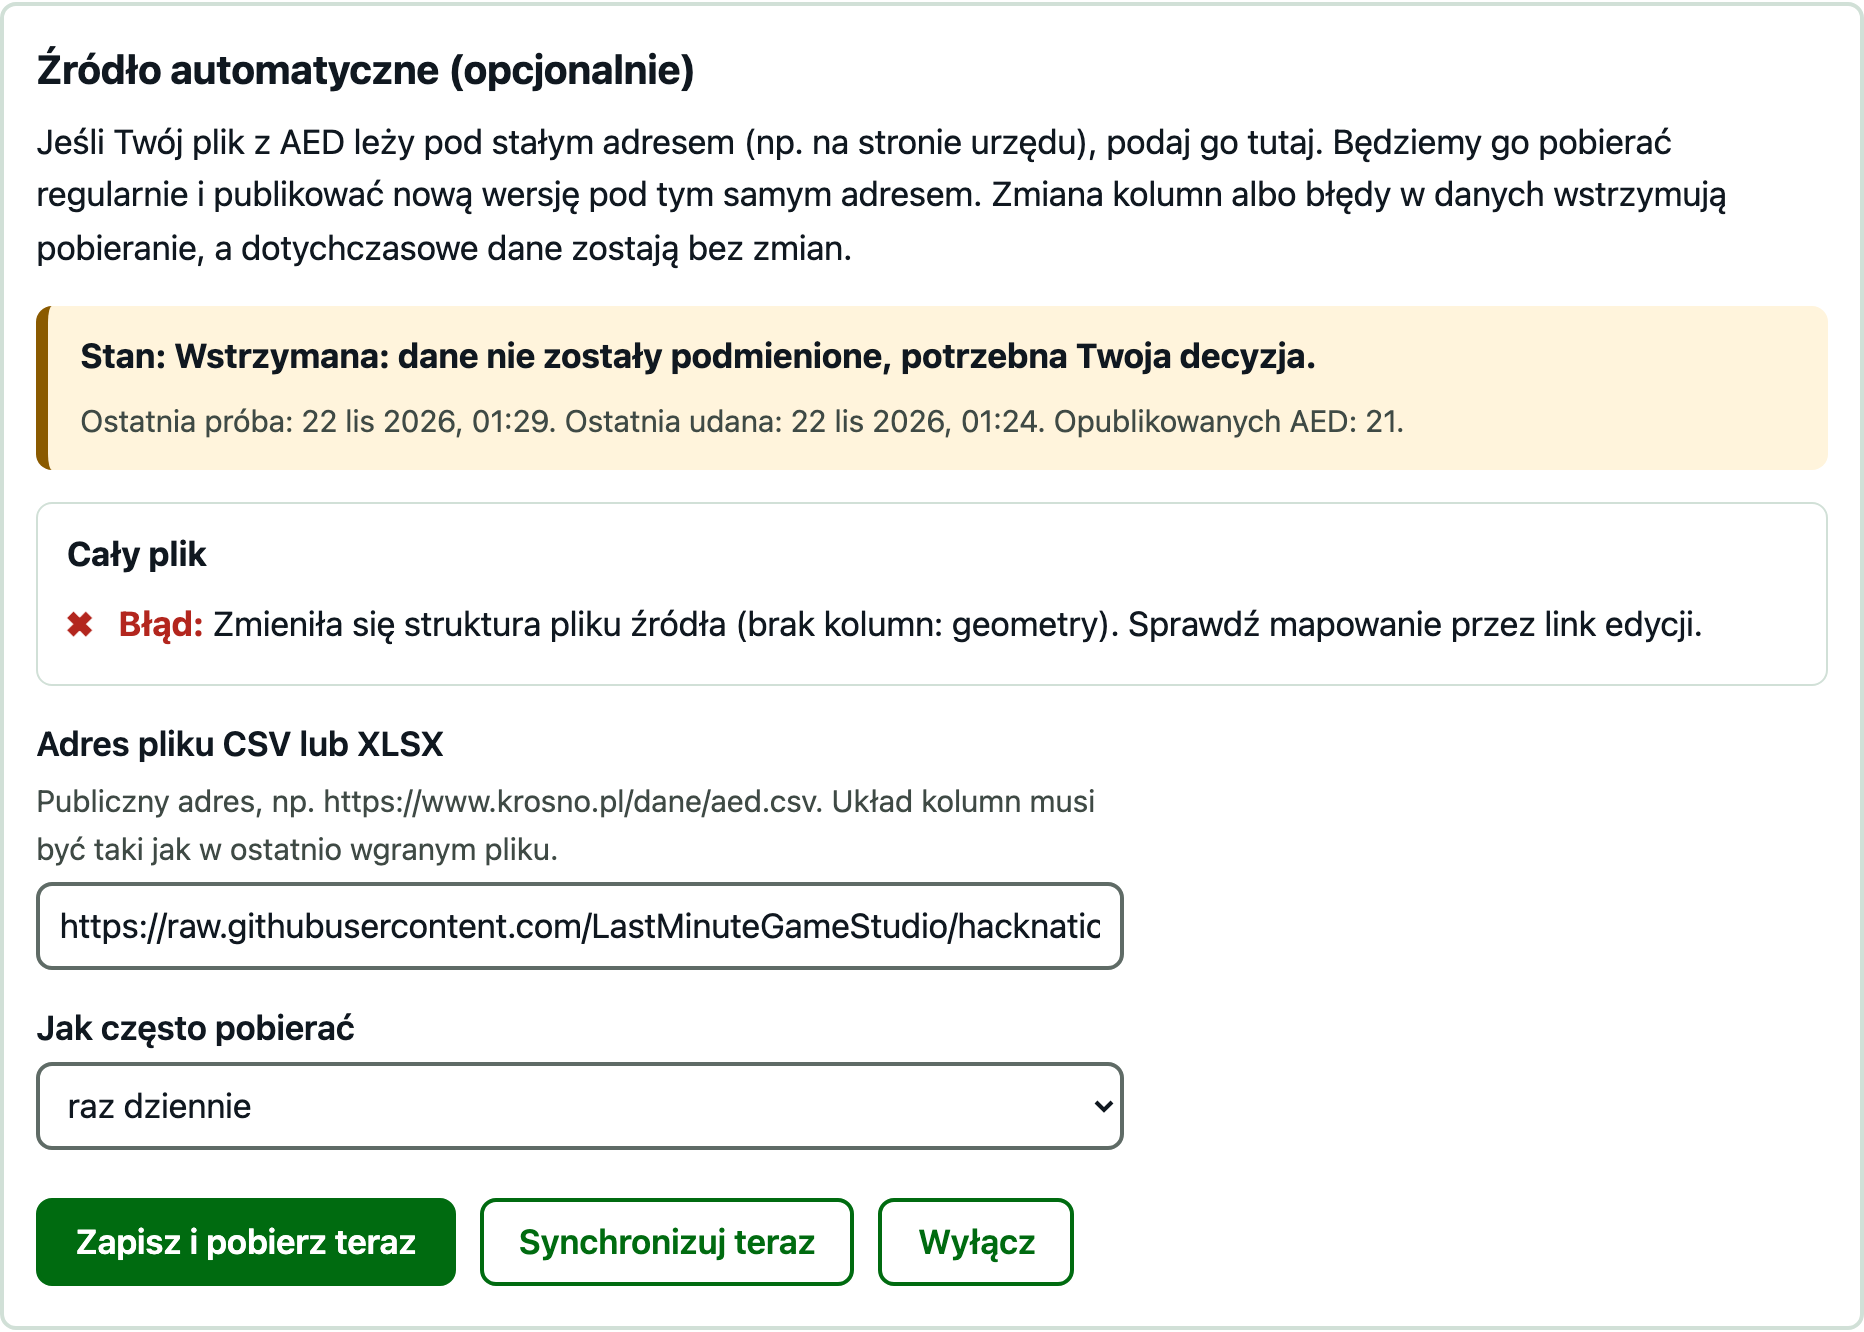 Źródło automatyczne (opcjonalnie)
Jeśli Twój plik z AED leży pod stałym adresem (np. na stronie urzędu), podaj go tutaj. Będziemy go pobierać
regularnie i publikować nową wersję pod tym samym adresem. Zmiana kolumn albo błędy w danych wstrzymują
pobieranie, a dotychczasowe dane zostają bez zmian.
Stan: Wstrzymana: dane nie zostały podmienione, potrzebna Twoja decyzja.
Ostatnia próba: 22 lis 2026, 01:29. Ostatnia udana: 22 lis 2026, 01:24. Opublikowanych AED: 21.
Cały plik
✖ Błąd: Zmieniła się struktura pliku źródła (brak kolumn: geometry). Sprawdź mapowanie przez link edycji.
Adres pliku CSV lub XLSX
Publiczny adres, np. https://www.krosno.pl/dane/aed.csv. Układ kolumn musi
być taki jak w ostatnio wgranym pliku.
https://raw.githubusercontent.com/LastMinuteGameStudio/hacknatic
Jak często pobierać
raz dziennie
Zapisz i pobierz teraz Synchronizuj teraz Wyłącz